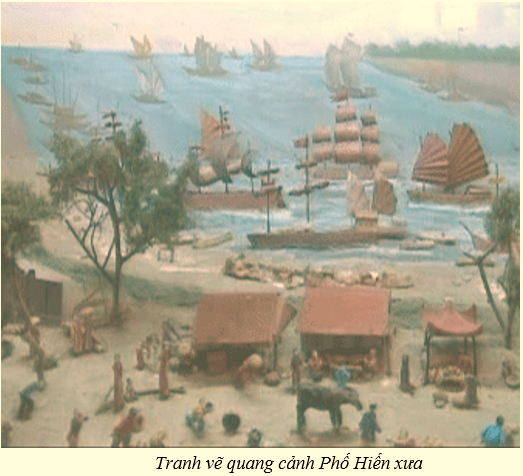 Tranh vẽ quang cảnh Phố Hiến xưa